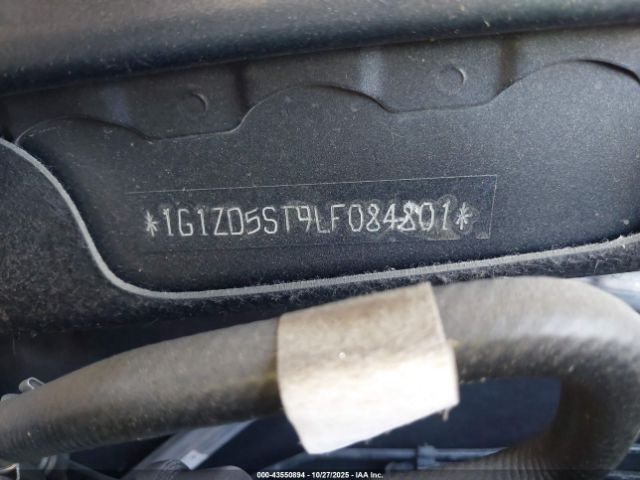 *1G1ZD5ST9LF084801*
000-43550894 | 10/27/2025 | IAA Inc.